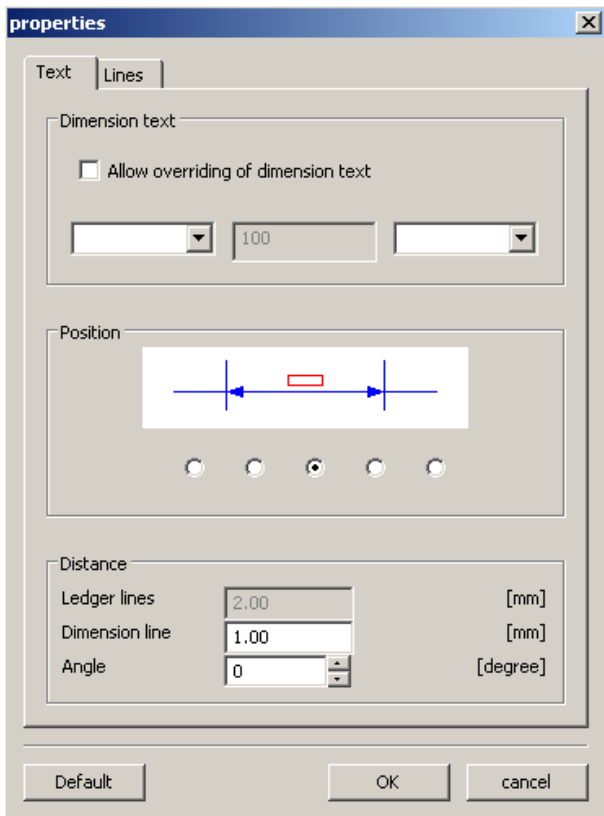 properties
Text Lines
Dimension text
Allow overriding of dimension text
100
Position
Distance
Ledger lines 2.00 [mm]
Dimension line 1.00 [mm]
Angle 0 [degree]
Default OK cancel